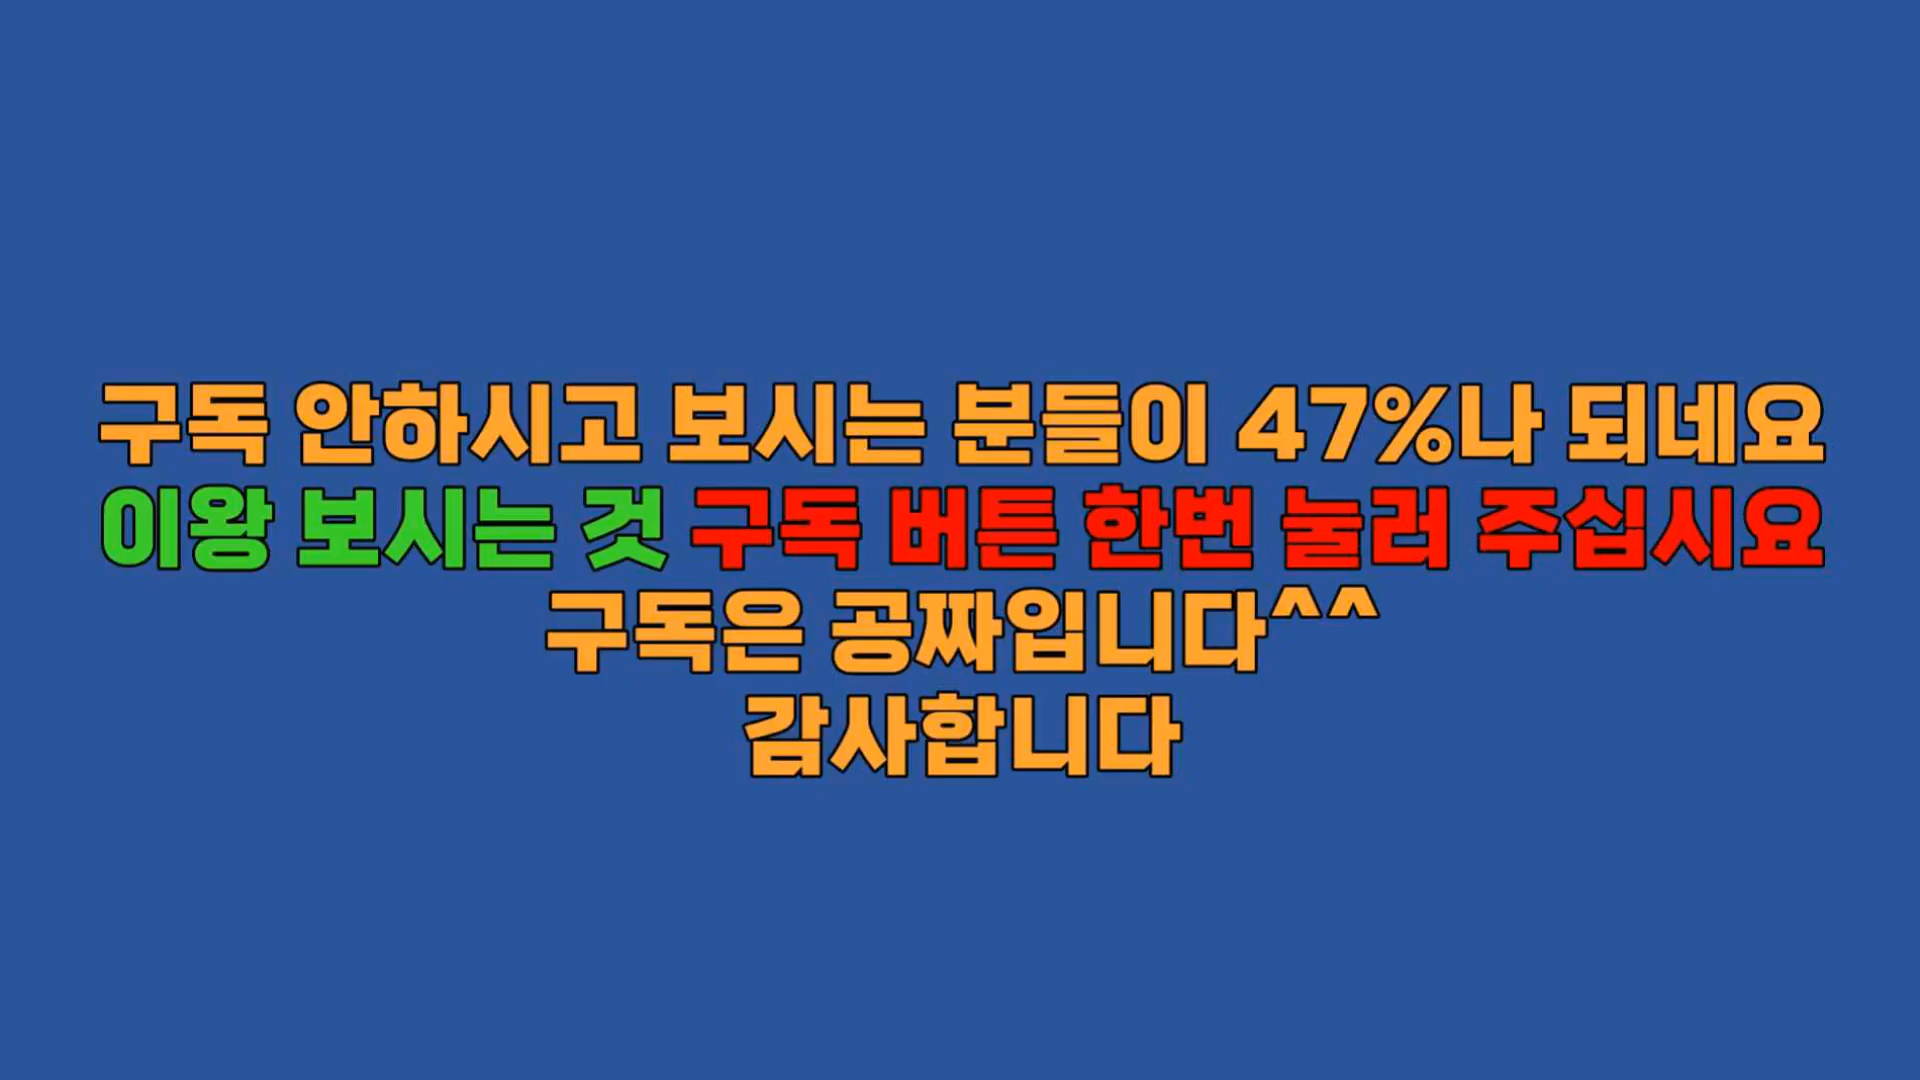 구독 안하시고 보시는 분들이 47%나 되네요
이왕 보시는 것 구독 버튼 한번 눌러 주십시요
구독은 공짜입니다^^
감사합니다